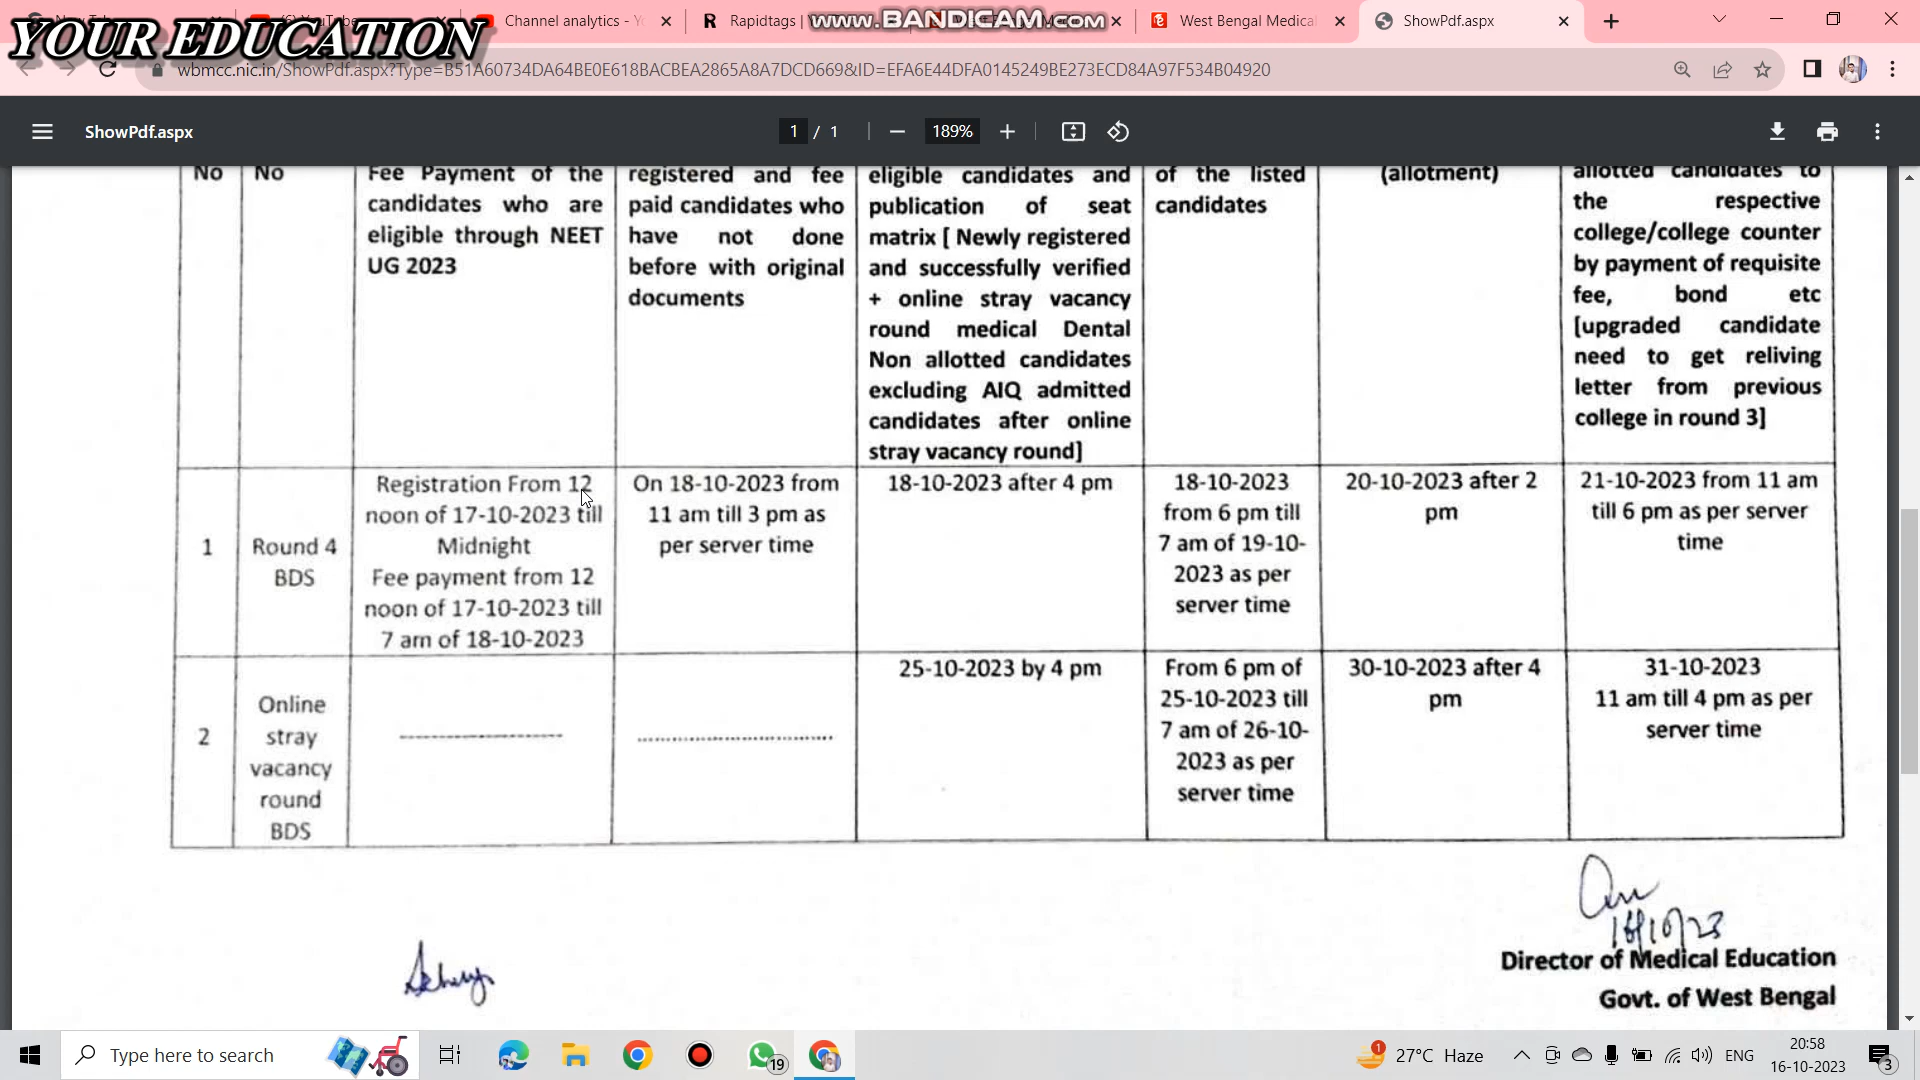 YOUR EDUCATION
www.BANDICAM.com
Channel analytics - Y
Rapidtags |
West Bengal Medical
ShowPdf.aspx
wbmcc.nic.in/ShowPdf.aspx?Type=B51A60734DA64BE0E618BACBEA2865A8A7DCD669&ID=EFA6E44DFA0145249BE273ECD84A97F534B04920
ShowPdf.aspx
1 / 1
189%
No
No
Fee Payment of the
candidates who are
eligible through NEET
UG 2023
registered and fee
paid candidates who
have not done
before with original
documents
eligible candidates and
publication of seat
matrix [ Newly registered
and successfully verified
+ online stray vacancy
round medical Dental
Non allotted candidates
excluding AIQ admitted
candidates after online
stray vacancy round]
of the listed
candidates
(allotment)
allotted candidates to
the respective
college/college counter
by payment of requisite
fee, bond etc
[upgraded candidate
need to get reliving
letter from previous
college in round 3]
1
Round 4
BDS
Registration From 12
noon of 17-10-2023 till
Midnight
Fee payment from 12
noon of 17-10-2023 till
7 am of 18-10-2023
On 18-10-2023 from
11 am till 3 pm as
per server time
18-10-2023 after 4 pm
18-10-2023
from 6 pm till
7 am of 19-10-
2023 as per
server time
20-10-2023 after 2
pm
21-10-2023 from 11 am
till 6 pm as per server
time
2
Online
stray
vacancy
round
BDS
25-10-2023 by 4 pm
From 6 pm of
25-10-2023 till
7 am of 26-10-
2023 as per
server time
30-10-2023 after 4
pm
31-10-2023
11 am till 4 pm as per
server time
16/10/23
Director of Medical Education
Govt. of West Bengal
Type here to search
19
1
27°C Haze
ENG
20:58
16-10-2023
3